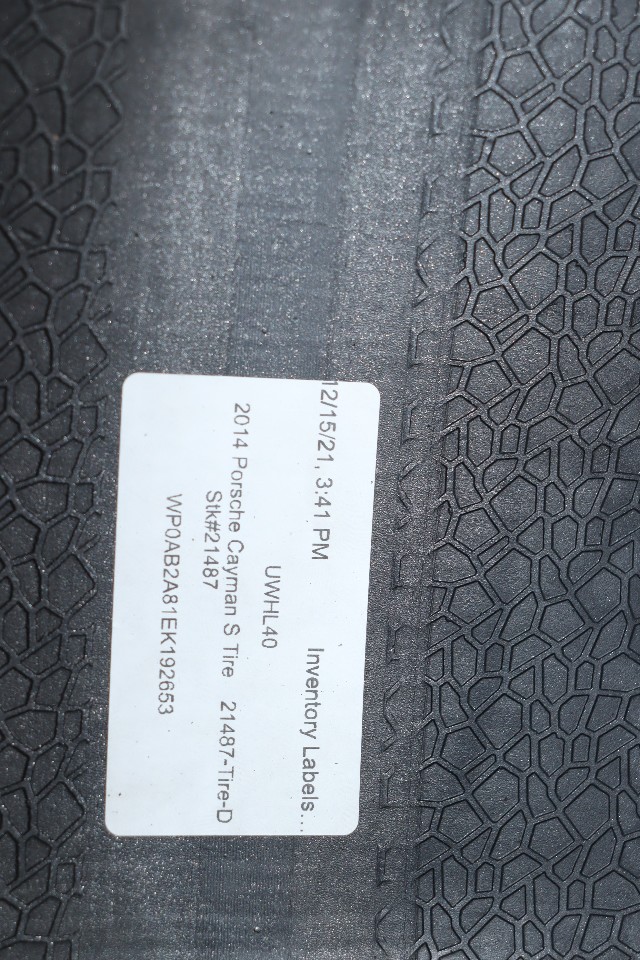 12/15/21, 3:41 PM Inventory Labels...
UWHL40
2014 Porsche Cayman S Tire 21487-Tire-D
Stk#21487
WP0AB2A81EK192653